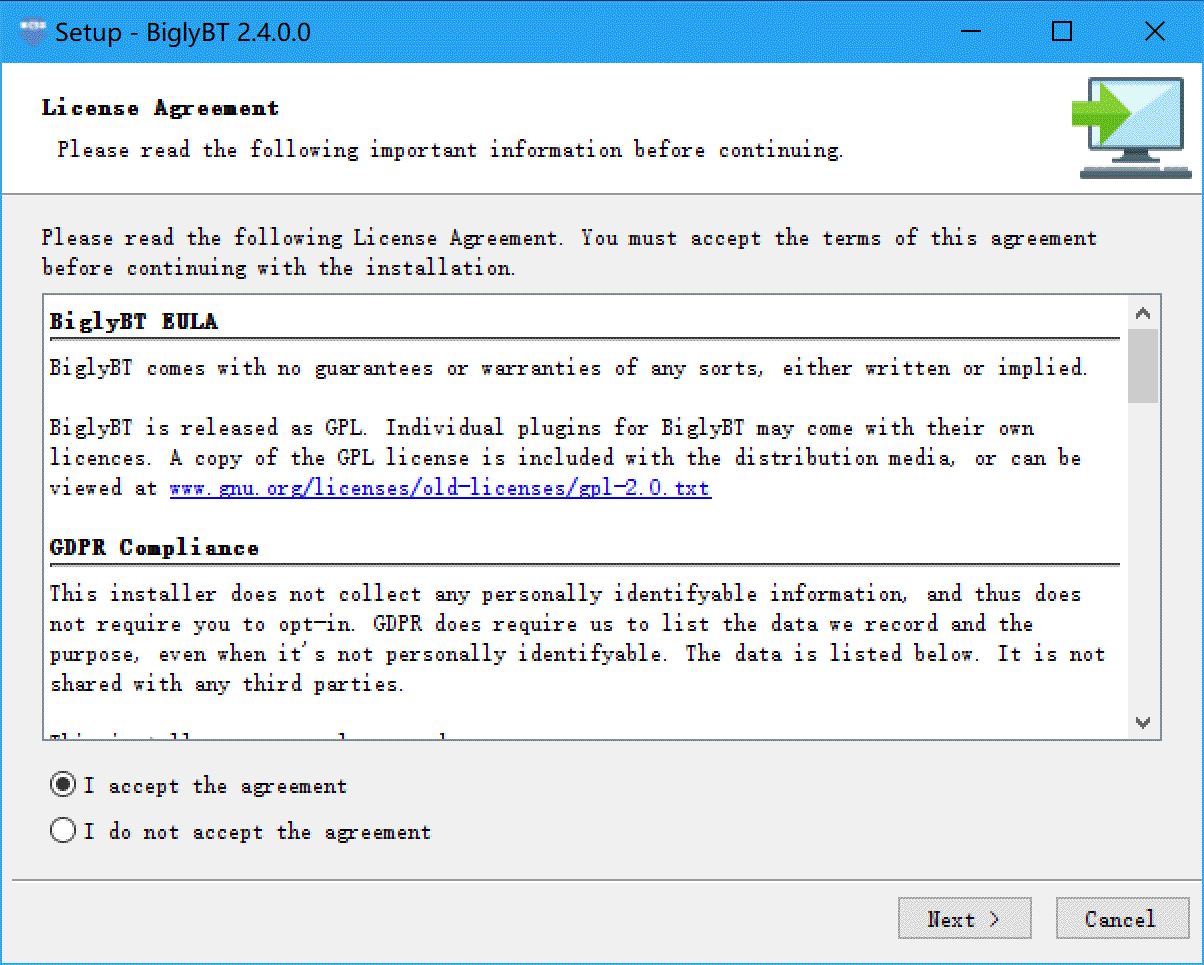 Setup - BiglyBT 2.4.0.0
License Agreement
Please read the following important information before continuing.
Please read the following License Agreement. You must accept the terms of this agreement
before continuing with the installation.
BiglyBT EULA
BiglyBT comes with no guarantees or warranties of any sorts, either written or implied.
BiglyBT is released as GPL. Individual plugins for BiglyBT may come with their own
licences. A copy of the GPL license is included with the distribution media, or can be
viewed at www.gnu.org/licenses/old-licenses/gpl-2.0.txt
GDPR Compliance
This installer does not collect any personally identifyable information, and thus does
not require you to opt-in. GDPR does require us to list the data we record and the
purpose, even when it's not personally identifyable. The data is listed below. It is not
shared with any third parties.
I accept the agreement
I do not accept the agreement
Next >
Cancel